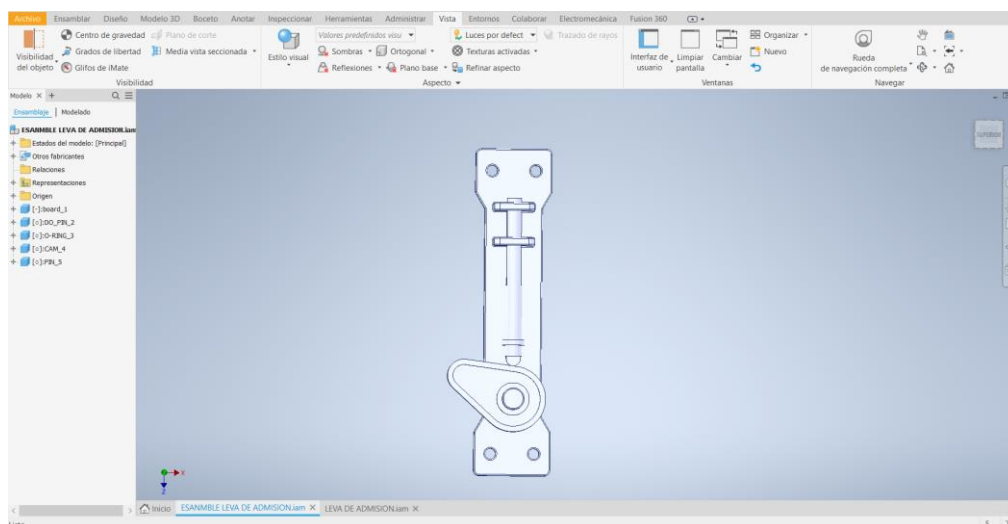 Archivo Ensamblar Diseño Modelo 3D Boceto Anotar Inspeccionar Herramientas Administrar Vista Entornos Colaborar Electromecánica Fusion 360
Visibilidad del objeto
Centro de gravedad Plano de corte
Grados de libertad Media vista seccionada
Glifos de iMate
Visibilidad
Estilo visual
Valores predefinidos visu Luces por defect Trazado de rayos
Sombras Ortogonal Texturas activadas
Reflexiones Plano base Refinar aspecto
Aspecto
Interfaz de usuario
Limpiar pantalla
Cambiar
Organizar
Nuevo
Ventanas
Rueda
de navegación completa
Navegar
Modelo X +
Ensamblaje | Modelado
ESANMBLE LEVA DE ADMISION.iam
Estados del modelo: [Principal]
Otros fabricantes
Relaciones
Representaciones
Origen
[-]:board_1
[o]:DO_PIN_2
[o]:O-RING_3
[o]:CAM_4
[o]:PIN_5
SUPERIOR
X
Z
Inicio ESANMBLE LEVA DE ADMISION.iam X LEVA DE ADMISION.iam X